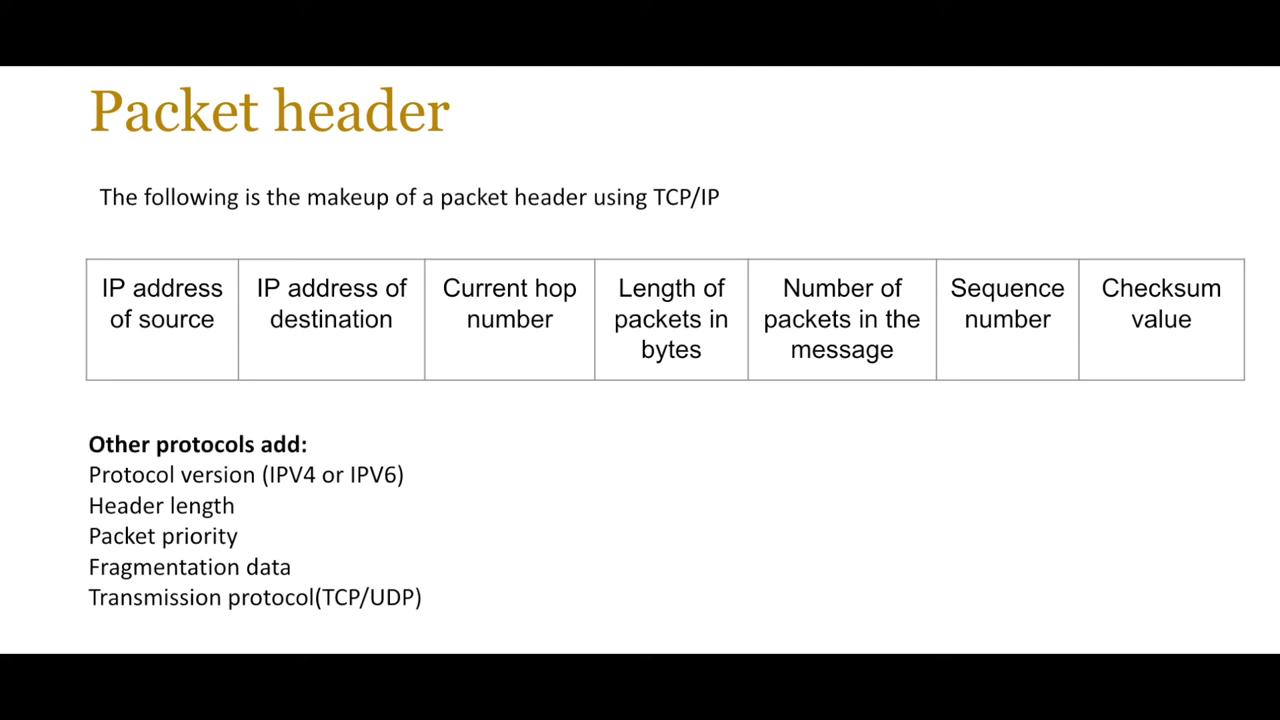 Packet header
The following is the makeup of a packet header using TCP/IP
IP address
of source
IP address of
destination
Current hop
number
Length of
packets in
bytes
Number of
packets in the
message
Sequence
number
Checksum
value
Other protocols add:
Protocol version (IPV4 or IPV6)
Header length
Packet priority
Fragmentation data
Transmission protocol(TCP/UDP)